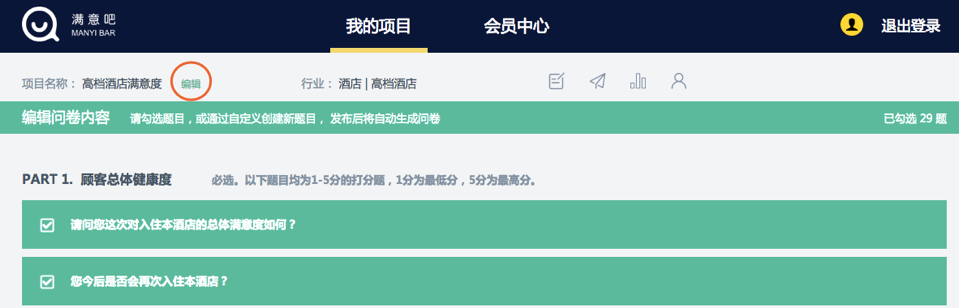 满意吧
MANYI BAR
我的项目
会员中心
退出登录
项目名称： 高档酒店满意度 编辑
行业： 酒店 | 高档酒店
编辑问卷内容 请勾选题目，或通过自定义创建新题目， 发布后将自动生成问卷 已勾选 29 题
PART 1. 顾客总体健康度 必选。以下题目均为1-5分的打分题，1分为最低分，5分为最高分。
请问您这次对入住本酒店的总体满意度如何？
您今后是否会再次入住本酒店？